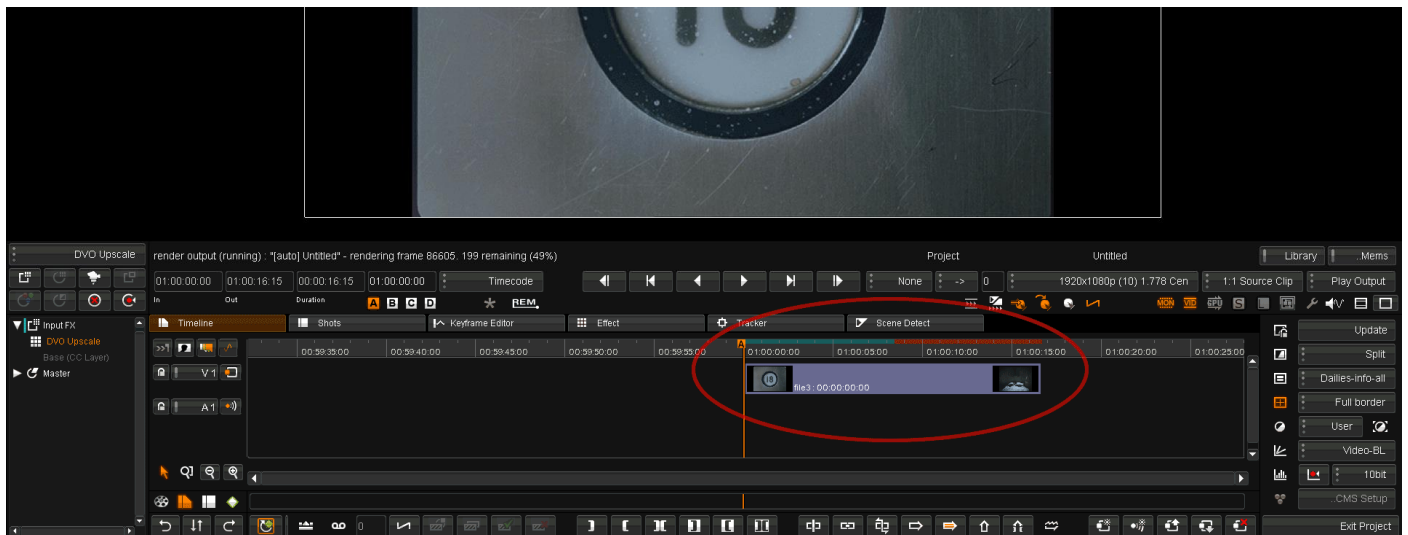 18
DVO Upscale
render output (running) : "[auto] Untitled" - rendering frame 86605. 199 remaining (49%)
Project
Untitled
Library
..Mems
01:00:00:00
01:00:16:15
00:00:16:15
01:00:00:00
Timecode
None
->
0
1920x1080p (10) 1.778 Cen
1:1 Source Clip
Play Output
In
Out
Duration
A B C D
REM
Input FX
DVO Upscale
Base (CC Layer)
Master
Timeline
Shots
Keyframe Editor
Effect
Tracker
Scene Detect
00:59:35:00
00:59:40:00
00:59:45:00
00:59:50:00
00:59:55:00
A
01:00:00:00
01:00:05:00
01:00:10:00
01:00:15:00
01:00:20:00
01:00:25:00
V 1
file3 : 00:00:00:00
A 1
Update
Split
Dailies-info-all
Full border
User
Video-BL
10bit
..CMS Setup
0
Exit Project